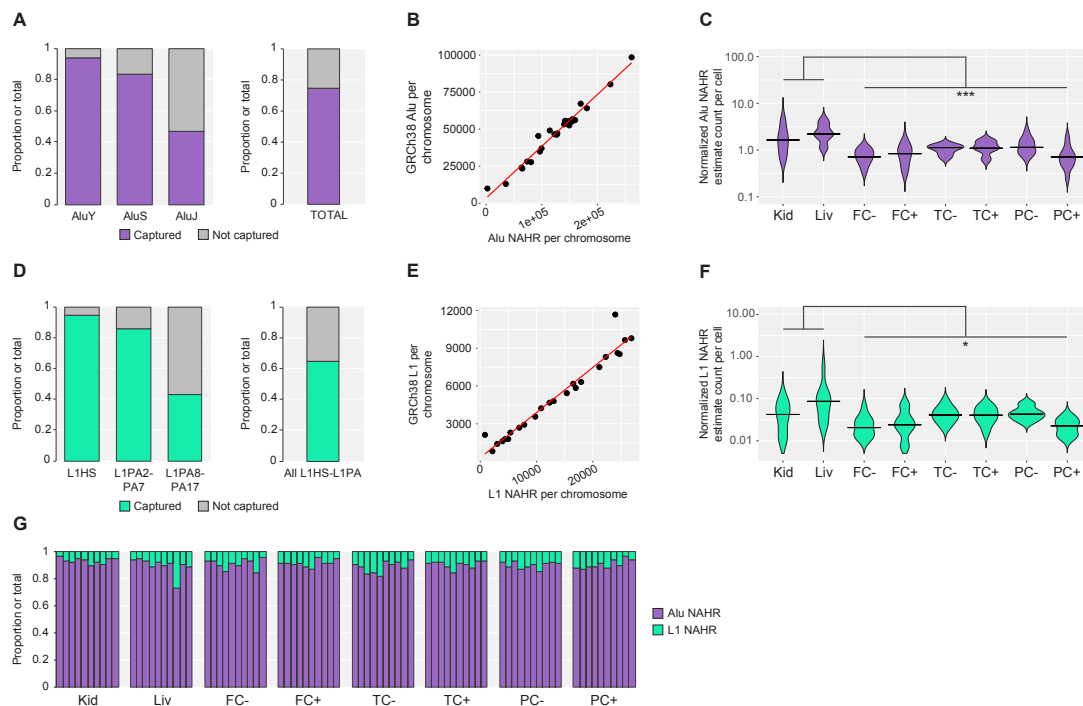 A
Proportion or total
1
0.8
0.6
0.4
0.2
0
AluY AluS AluJ
Captured Not captured
1
0.8
0.6
0.4
0.2
0
TOTAL
B
GRCh38 Alu per
chromosome
100000
75000
50000
25000
0
0 1e+05 2e+05
Alu NAHR per chromosome
C
Normalized Alu NAHR
estimate count per cell
100.0
10.0
1.0
0.1
***
Kid Liv FC- FC+ TC- TC+ PC- PC+
D
Proportion or total
1
0.8
0.6
0.4
0.2
0
L1HS L1PA2- L1PA8-
PA7 PA17
Captured Not captured
1
0.8
0.6
0.4
0.2
0
All L1HS-L1PA
E
GRCh38 L1 per
chromosome
12000
9000
6000
3000
0 10000 20000
L1 NAHR per chromosome
F
Normalized L1 NAHR
estimate count per cell
10.00
1.00
0.10
0.01
*
Kid Liv FC- FC+ TC- TC+ PC- PC+
G
Proportion or total
1
0.8
0.6
0.4
0.2
0
Kid Liv FC- FC+ TC- TC+ PC- PC+
Alu NAHR
L1 NAHR